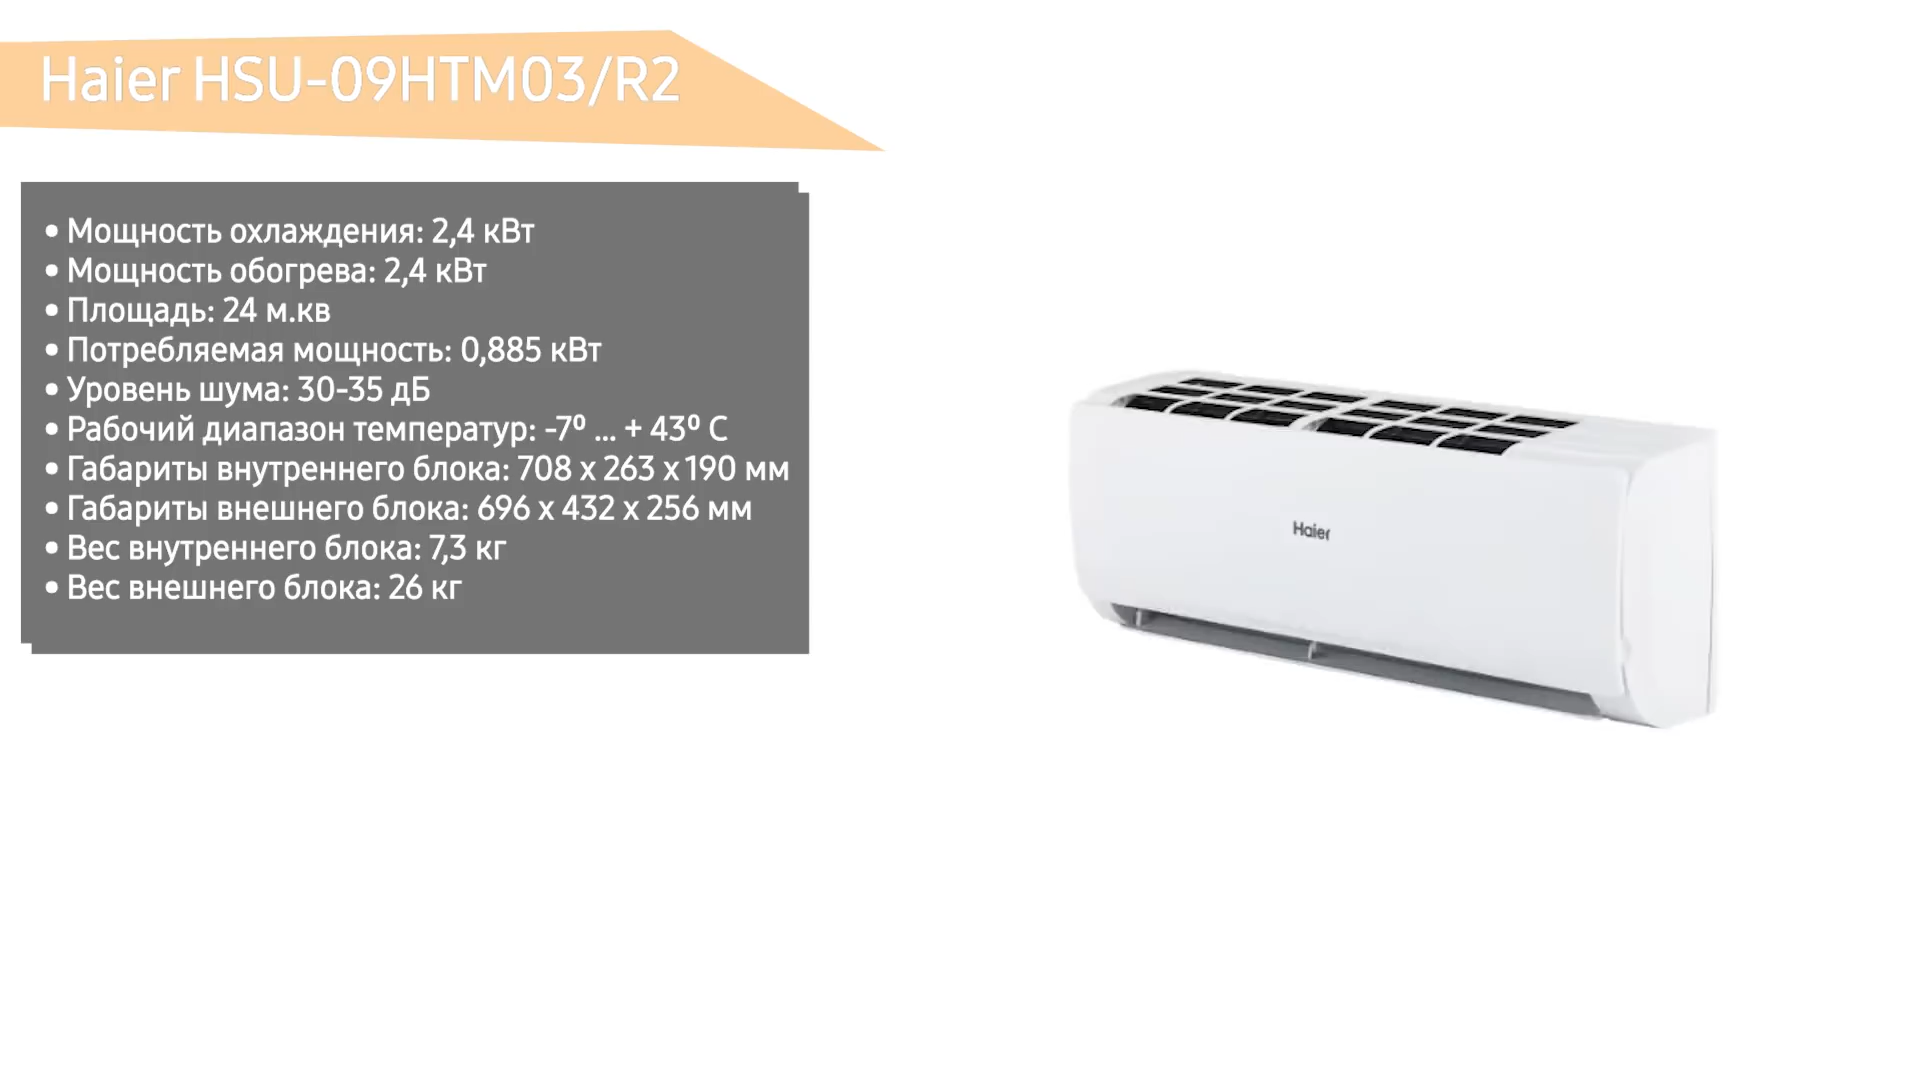 Haier HSU-09HTM03/R2
• Мощность охлаждения: 2,4 кВт
• Мощность обогрева: 2,4 кВт
• Площадь: 24 м.кв
• Потребляемая мощность: 0,885 кВт
• Уровень шума: 30-35 дБ
• Рабочий диапазон температур: -7⁰ ... + 43⁰ С
• Габариты внутреннего блока: 708 х 263 х 190 мм
• Габариты внешнего блока: 696 х 432 х 256 мм
• Вес внутреннего блока: 7,3 кг
• Вес внешнего блока: 26 кг
Haier